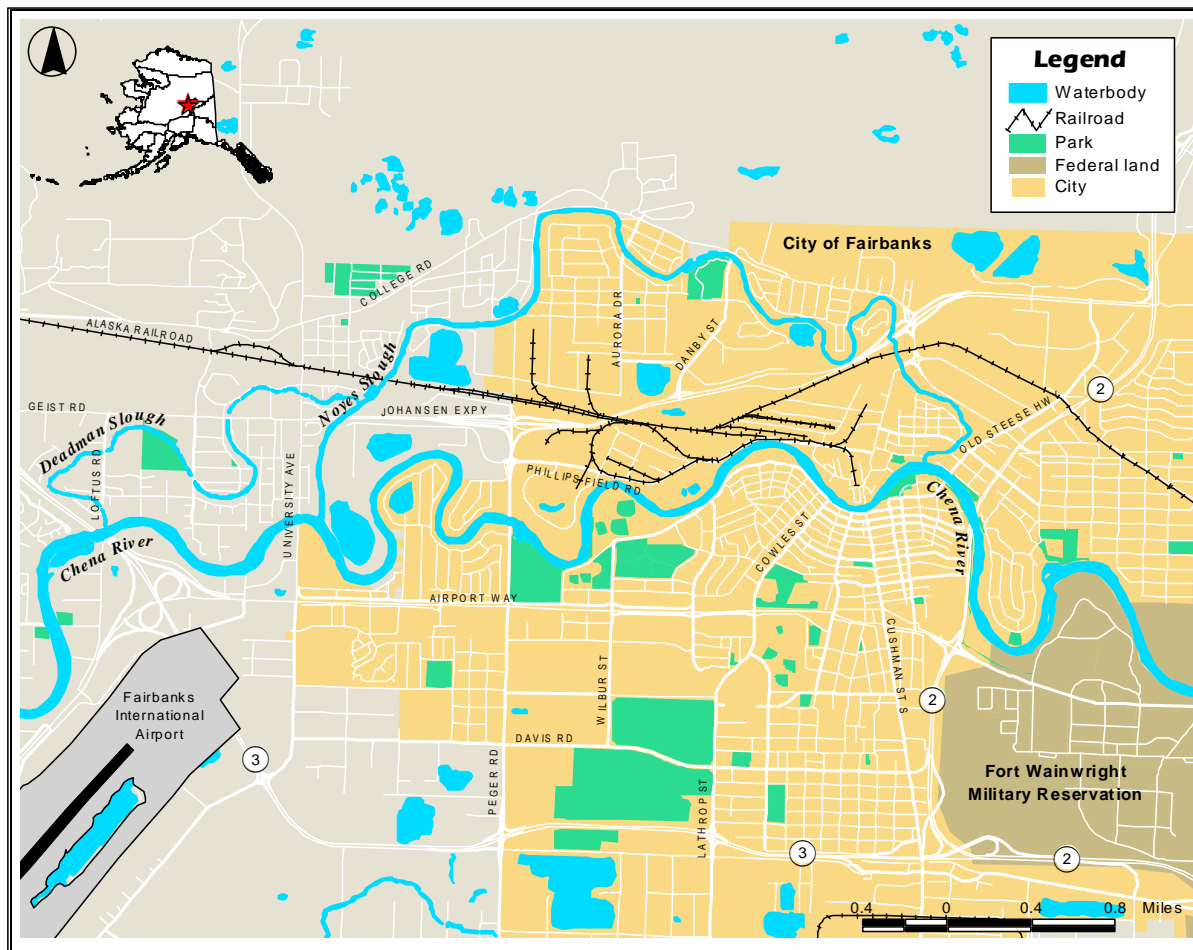 Legend
Waterbody
Railroad
Park
Federal land
City
City of Fairbanks
COLLEGE RD
ALASKA RAILROAD
AURORA DR
DANBY ST
Noyes Slough
GEIST RD
JOHANSEN EXPY
2
OLD STEESE HW
Deadman Slough
LOFTUS RD
UNIVERSITY AVE
PHILLIPS FIELD RD
Chena River
Chena River
COWLES ST
AIRPORT WAY
CUSHMAN ST S
WILBUR ST
2
Fairbanks
International
Airport
DAVIS RD
3
PEGER RD
LATHROP ST
Fort Wainwright
Military Reservation
3
2
0.4 0 0.4 0.8 Miles